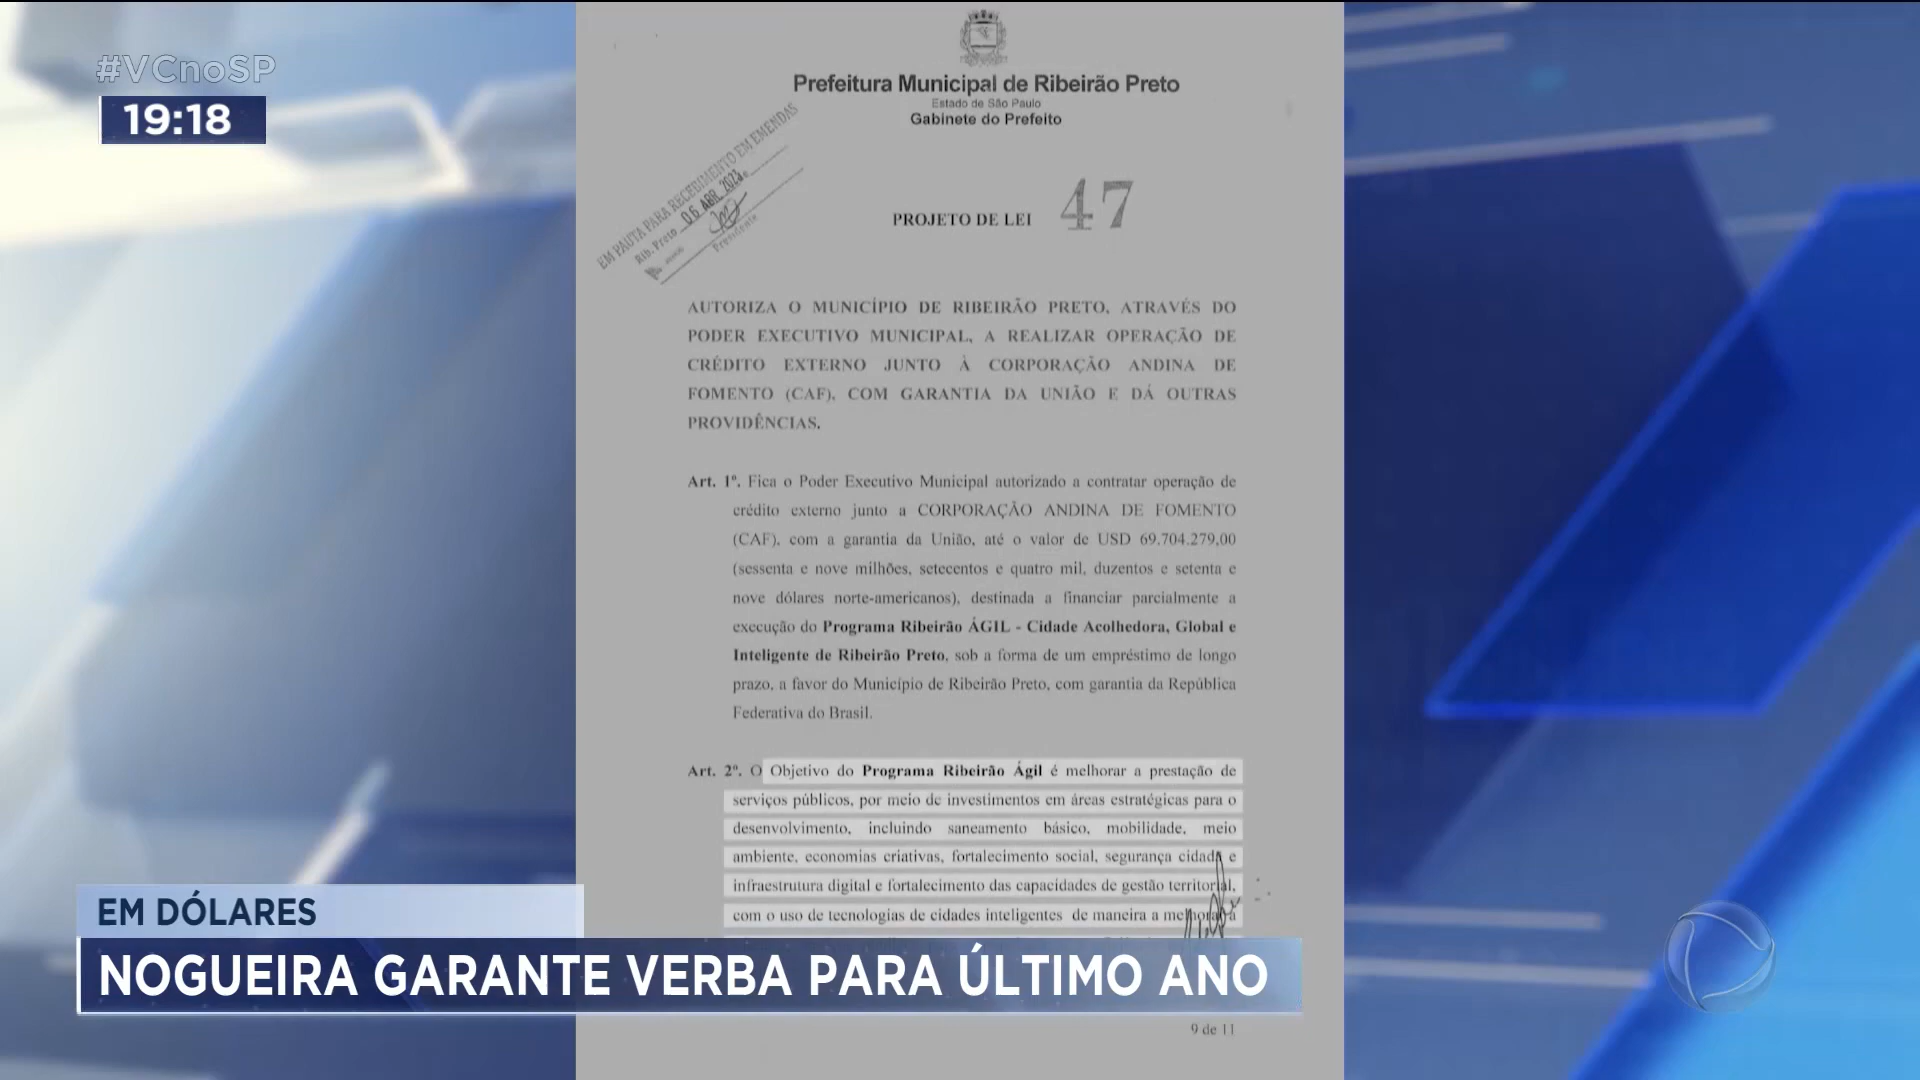 #VCnoSP
19:18
Prefeitura Municipal de Ribeirão Preto
Estado de São Paulo
Gabinete do Prefeito
EM PAUTA PARA RECEBIMENTO EM EMENDAS
Rib. Preto 06 ABR. 2023
Presidente
PROJETO DE LEI 47
AUTORIZA O MUNICÍPIO DE RIBEIRÃO PRETO, ATRAVÉS DO
PODER EXECUTIVO MUNICIPAL, A REALIZAR OPERAÇÃO DE
CRÉDITO EXTERNO JUNTO À CORPORAÇÃO ANDINA DE
FOMENTO (CAF), COM GARANTIA DA UNIÃO E DÁ OUTRAS
PROVIDÊNCIAS.
Art. 1º. Fica o Poder Executivo Municipal autorizado a contratar operação de
crédito externo junto a CORPORAÇÃO ANDINA DE FOMENTO
(CAF), com a garantia da União, até o valor de USD 69.704.279,00
(sessenta e nove milhões, setecentos e quatro mil, duzentos e setenta e
nove dólares norte-americanos), destinada a financiar parcialmente a
execução do Programa Ribeirão ÁGIL - Cidade Acolhedora, Global e
Inteligente de Ribeirão Preto, sob a forma de um empréstimo de longo
prazo, a favor do Município de Ribeirão Preto, com garantia da República
Federativa do Brasil.
Art. 2º. O Objetivo do Programa Ribeirão Ágil é melhorar a prestação de
serviços públicos, por meio de investimentos em áreas estratégicas para o
desenvolvimento, incluindo saneamento básico, mobilidade, meio
ambiente, economias criativas, fortalecimento social, segurança cidadã e
infraestrutura digital e fortalecimento das capacidades de gestão territorial,
com o uso de tecnologias de cidades inteligentes de maneira a melhorar a
EM DÓLARES
NOGUEIRA GARANTE VERBA PARA ÚLTIMO ANO
9 de 11